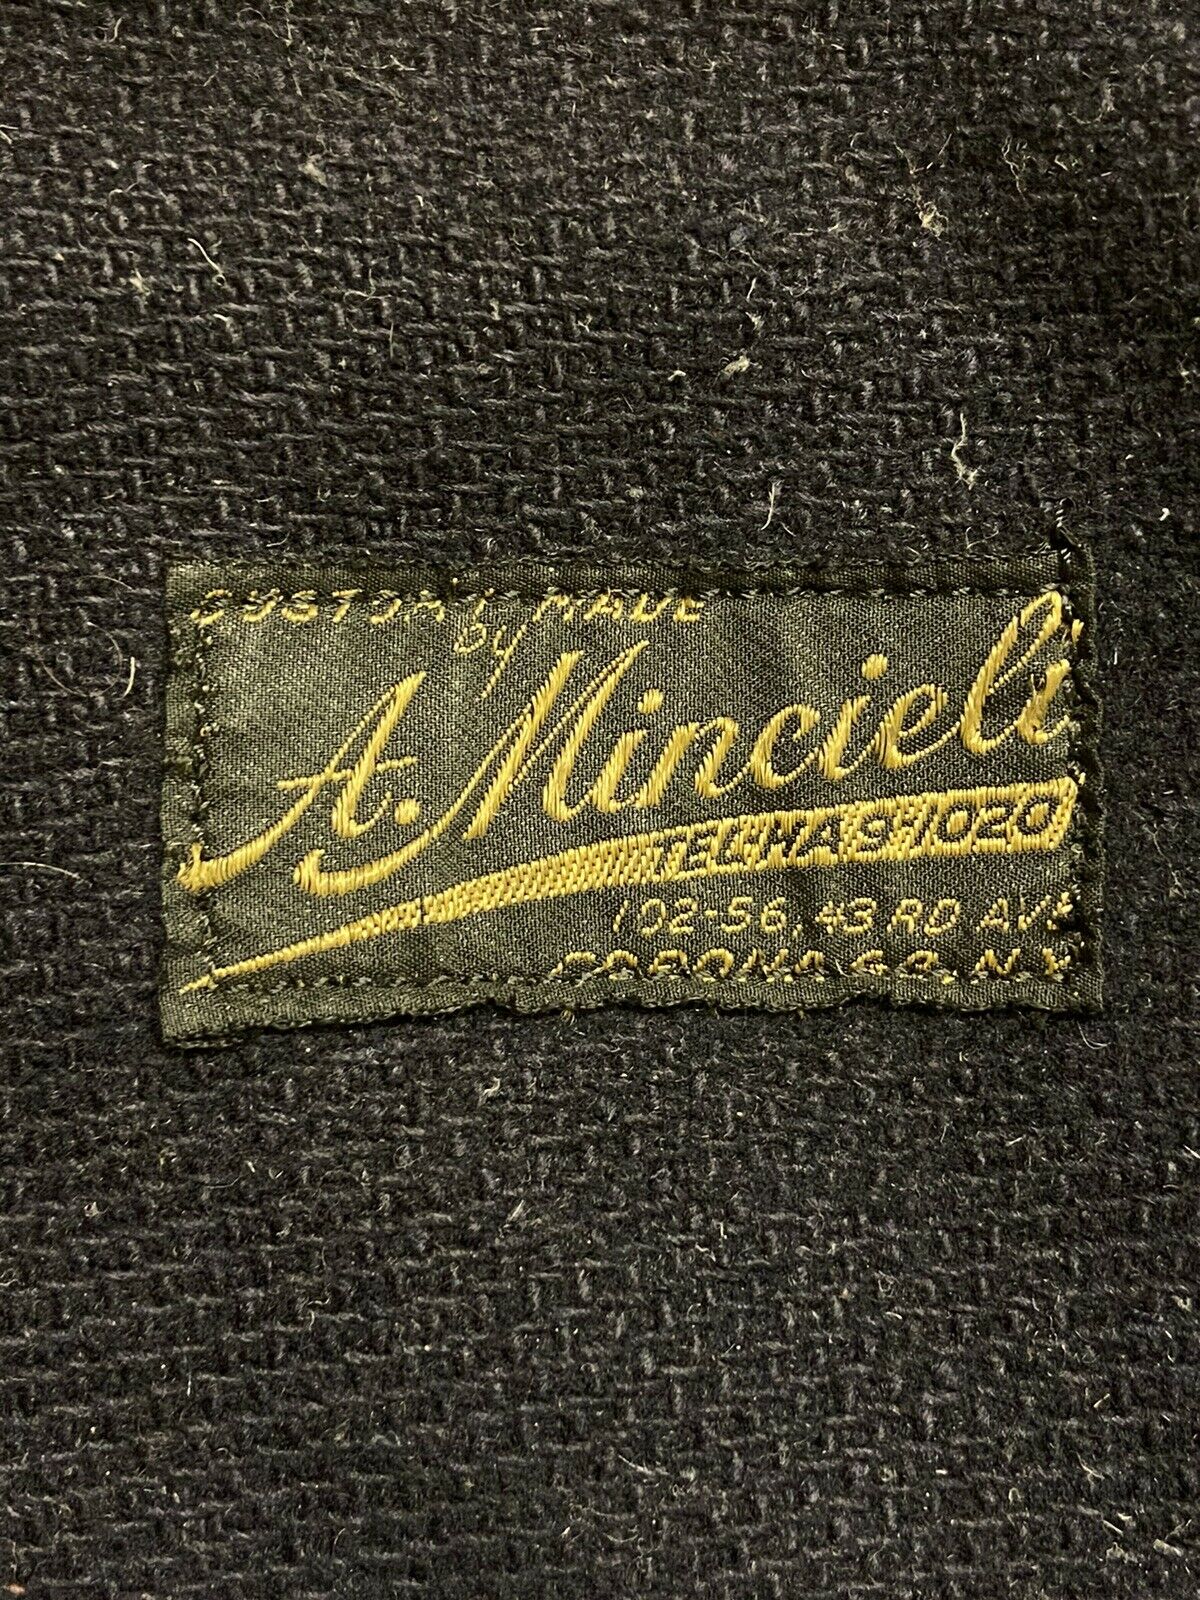 CUSTOM MADE
by
A. Mincieli
TEL. HA 9-1020
102-56, 43 RD AVE
CORONA 68 N.Y.